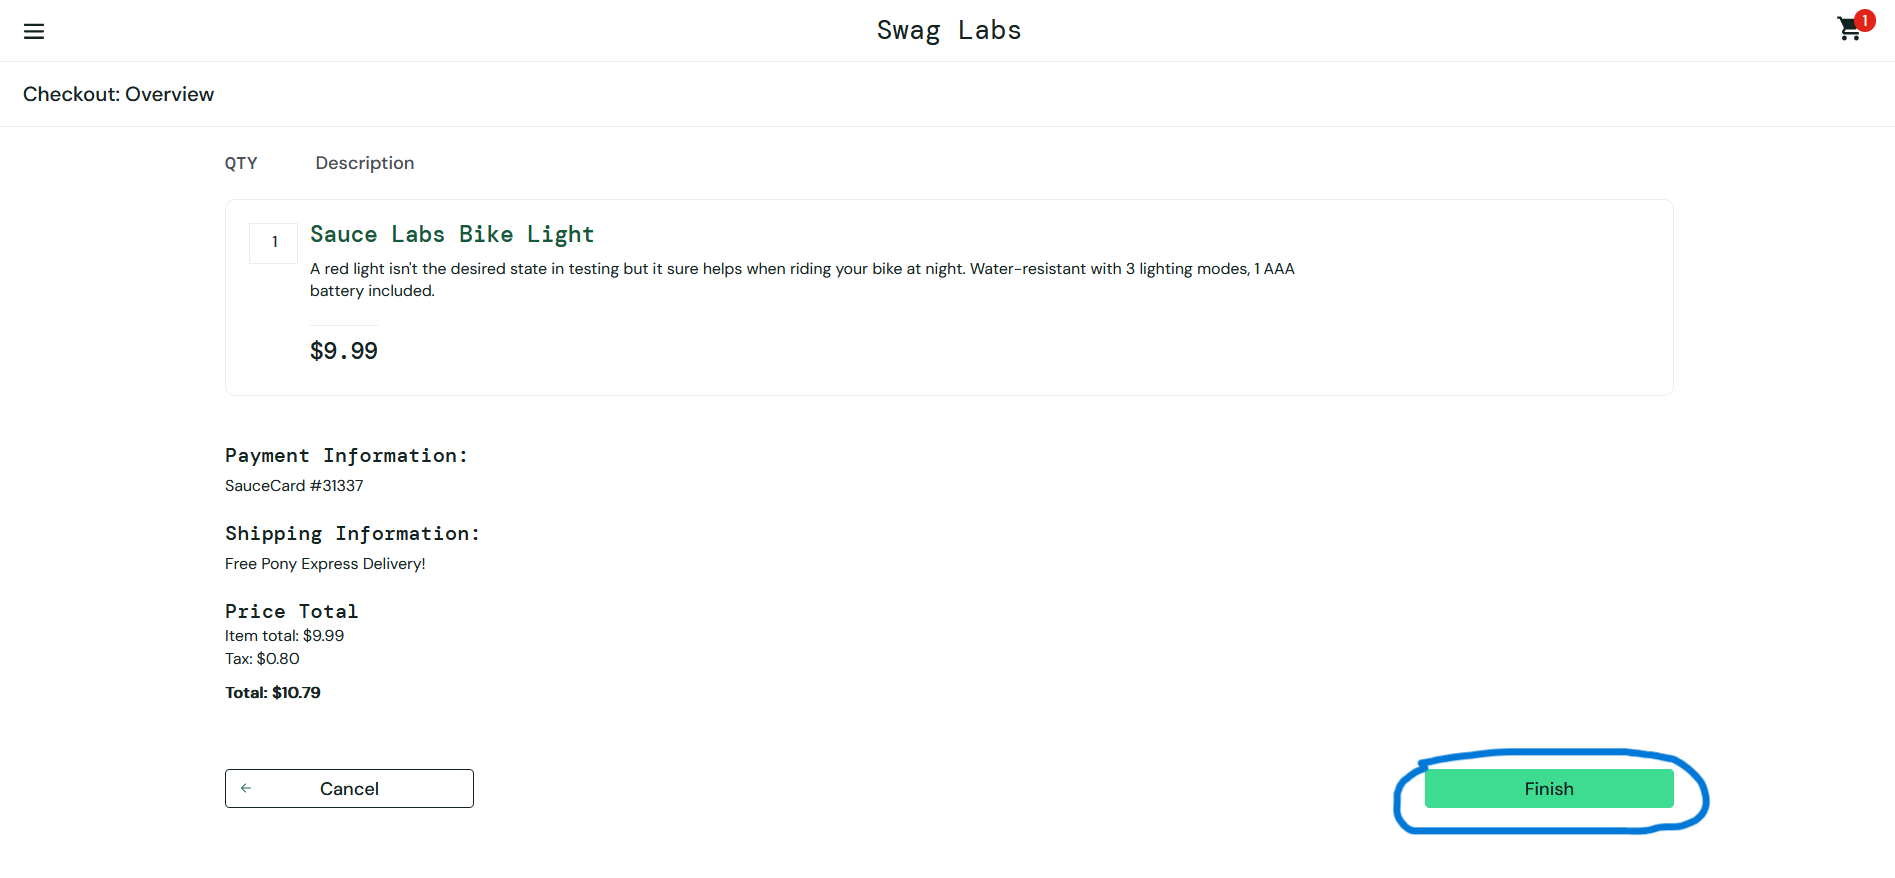 Swag Labs
1
Checkout: Overview
QTY Description
1
Sauce Labs Bike Light
A red light isn't the desired state in testing but it sure helps when riding your bike at night. Water-resistant with 3 lighting modes, 1 AAA
battery included.
$9.99
Payment Information:
SauceCard #31337
Shipping Information:
Free Pony Express Delivery!
Price Total
Item total: $9.99
Tax: $0.80
Total: $10.79
Cancel
Finish